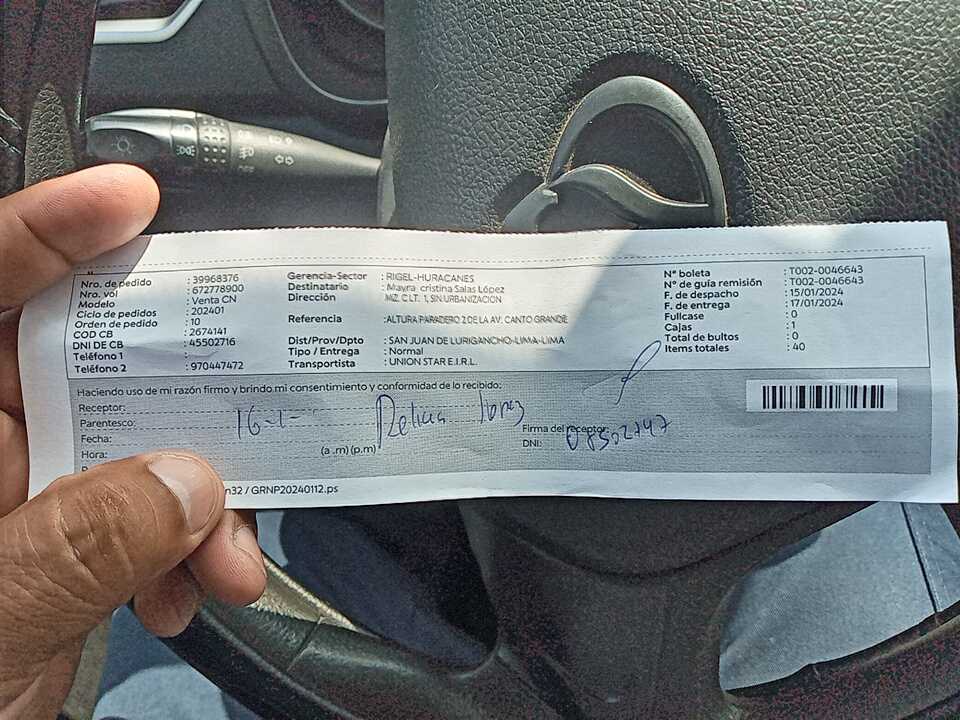 Nro. de pedido : 39968376
Nro. vol : 672778900
Modelo : Venta CN
Ciclo de pedidos : 202401
Orden de pedido : 10
COD CB : 2674141
DNI DE CB : 45502716
Teléfono 1 :
Teléfono 2 : 970447472
Gerencia-Sector : RIGEL-HURACANES
Destinatario : Mayra cristina Salas López
Dirección : MZ. C LT. 1, SIN URBANIZACION
Referencia : ALTURA PARADERO 2 DE LA AV. CANTO GRANDE
Dist/Prov/Dpto : SAN JUAN DE LURIGANCHO-LIMA-LIMA
Tipo / Entrega : Normal
Transportista : UNION STAR E.I.R.L.
N° boleta : T002-0046643
N° de guía remisión : T002-0046643
F. de despacho : 15/01/2024
F. de entrega : 17/01/2024
Fullcase : 0
Cajas : 1
Total de bultos : 0
Items totales : 40
Haciendo uso de mi razón firmo y brindo mi consentimiento y conformidad de lo recibido:
Receptor:
Parentesco:
Fecha: 16-1-
Hora: (a .m) (p.m)
lopez
Firma del receptor:
DNI: 08502747
n32 / GRNP20240112.ps
OFF